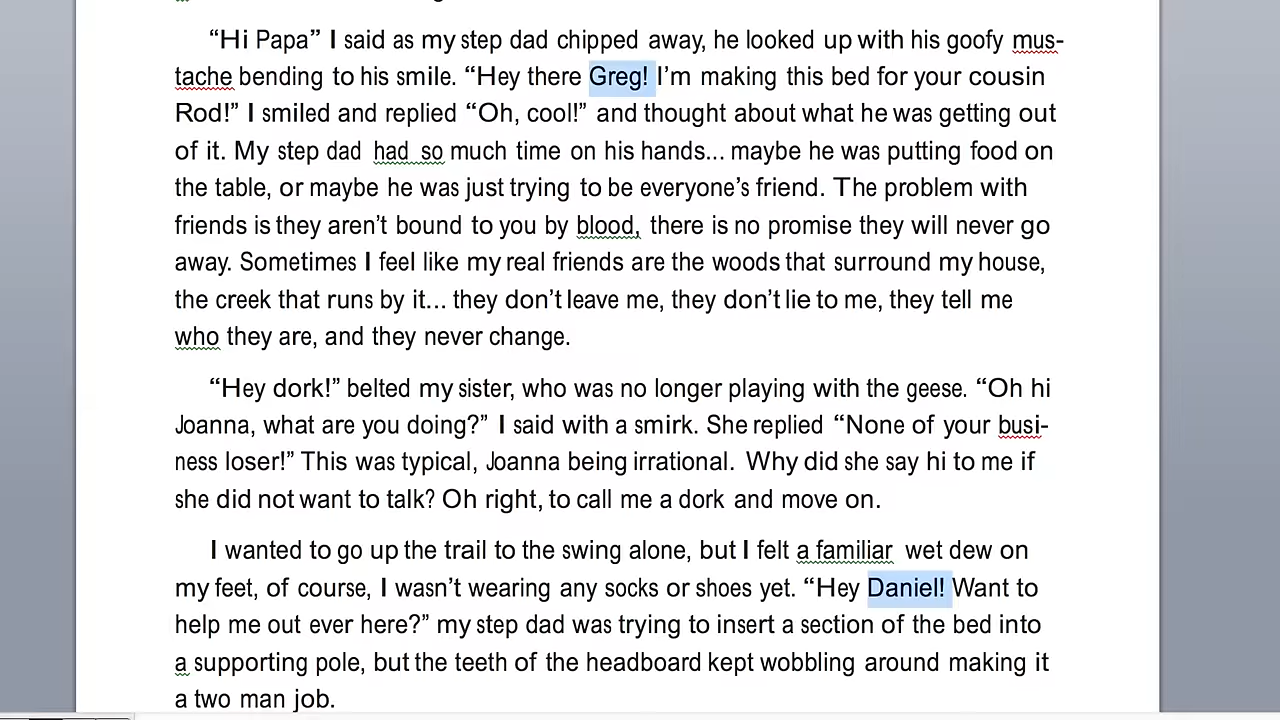 “Hi Papa” I said as my step dad chipped away, he looked up with his goofy mus-
tache bending to his smile. “Hey there Greg! I’m making this bed for your cousin
Rod!” I smiled and replied “Oh, cool!” and thought about what he was getting out
of it. My step dad had so much time on his hands... maybe he was putting food on
the table, or maybe he was just trying to be everyone’s friend. The problem with
friends is they aren’t bound to you by blood, there is no promise they will never go
away. Sometimes I feel like my real friends are the woods that surround my house,
the creek that runs by it... they don’t leave me, they don’t lie to me, they tell me
who they are, and they never change.
“Hey dork!” belted my sister, who was no longer playing with the geese. “Oh hi
Joanna, what are you doing?” I said with a smirk. She replied “None of your busi-
ness loser!” This was typical, Joanna being irrational. Why did she say hi to me if
she did not want to talk? Oh right, to call me a dork and move on.
I wanted to go up the trail to the swing alone, but I felt a familiar wet dew on
my feet, of course, I wasn’t wearing any socks or shoes yet. “Hey Daniel! Want to
help me out ever here?” my step dad was trying to insert a section of the bed into
a supporting pole, but the teeth of the headboard kept wobbling around making it
a two man job.